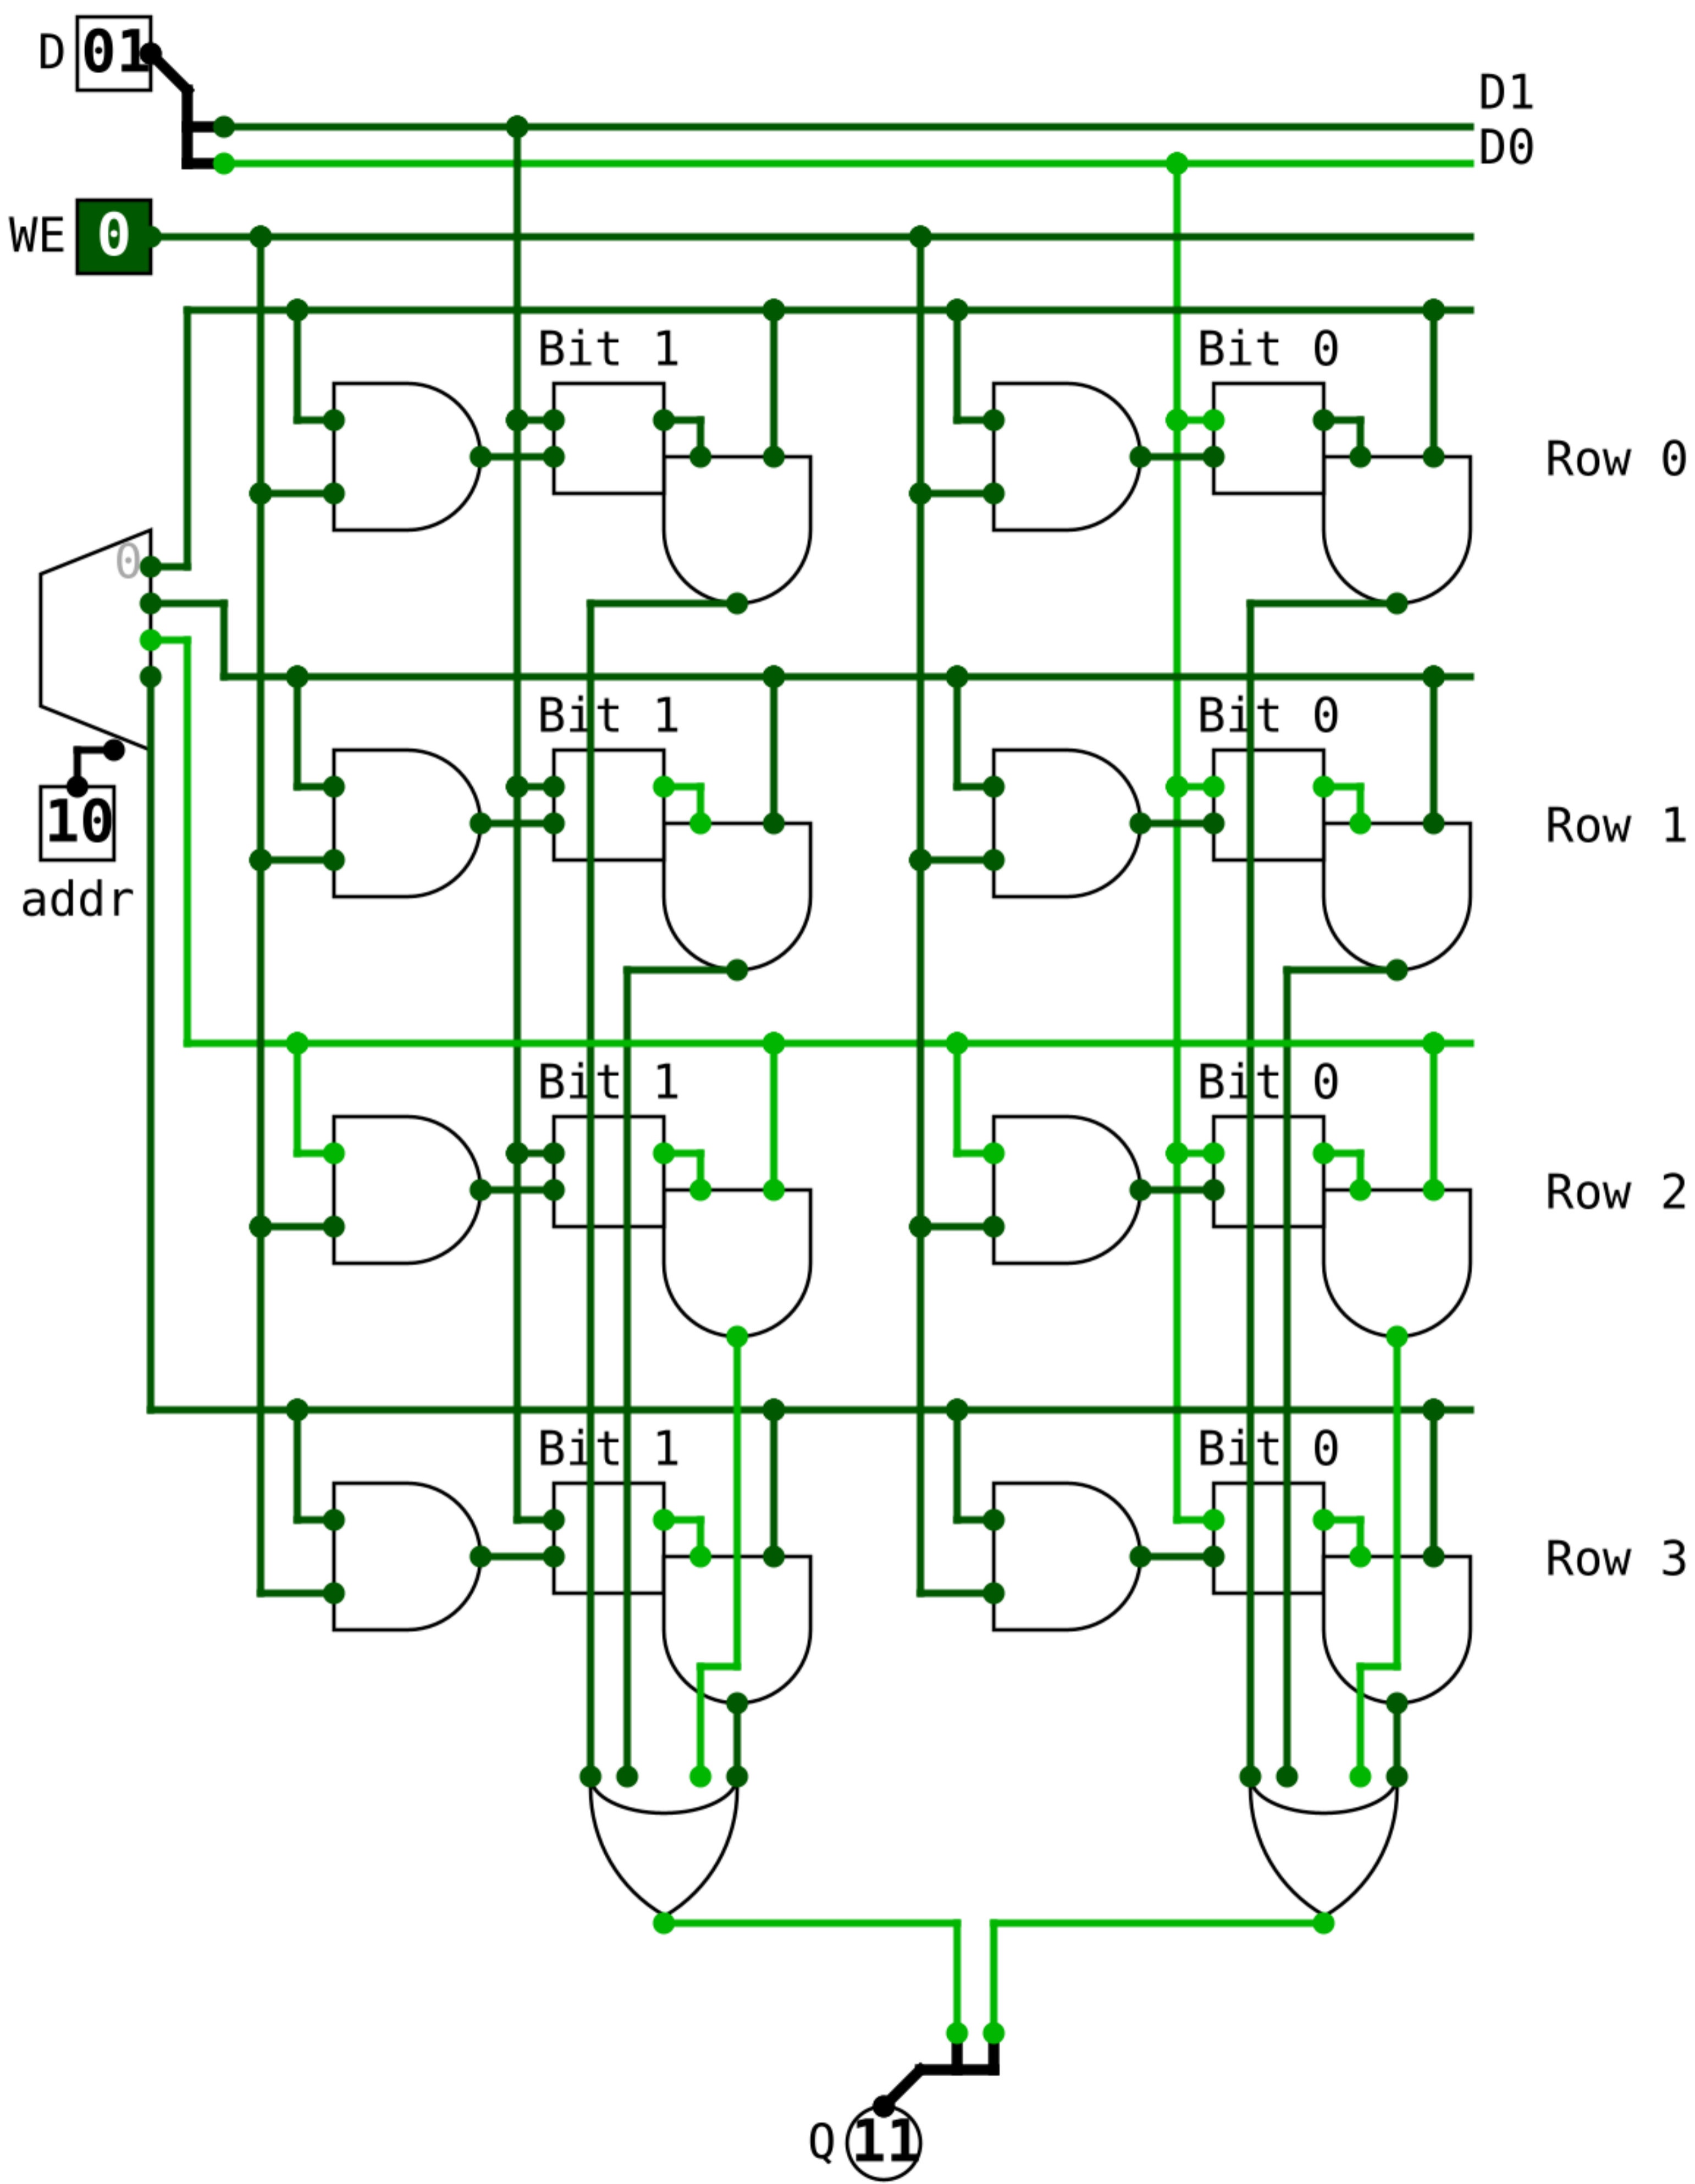 D 01
D1
D0
WE 0
Bit 1 Bit 0
Row 0
0
Bit 1 Bit 0
10
Row 1
addr
Bit 1 Bit 0
Row 2
Bit 1 Bit 0
Row 3
Q 11